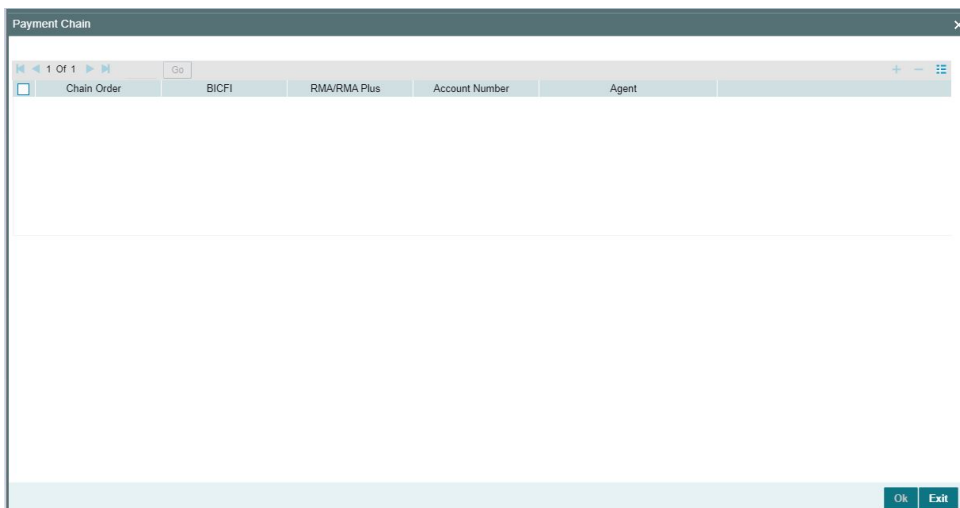 Payment Chain
1 Of 1 Go
Chain Order BICFI RMA/RMA Plus Account Number Agent
Ok Exit